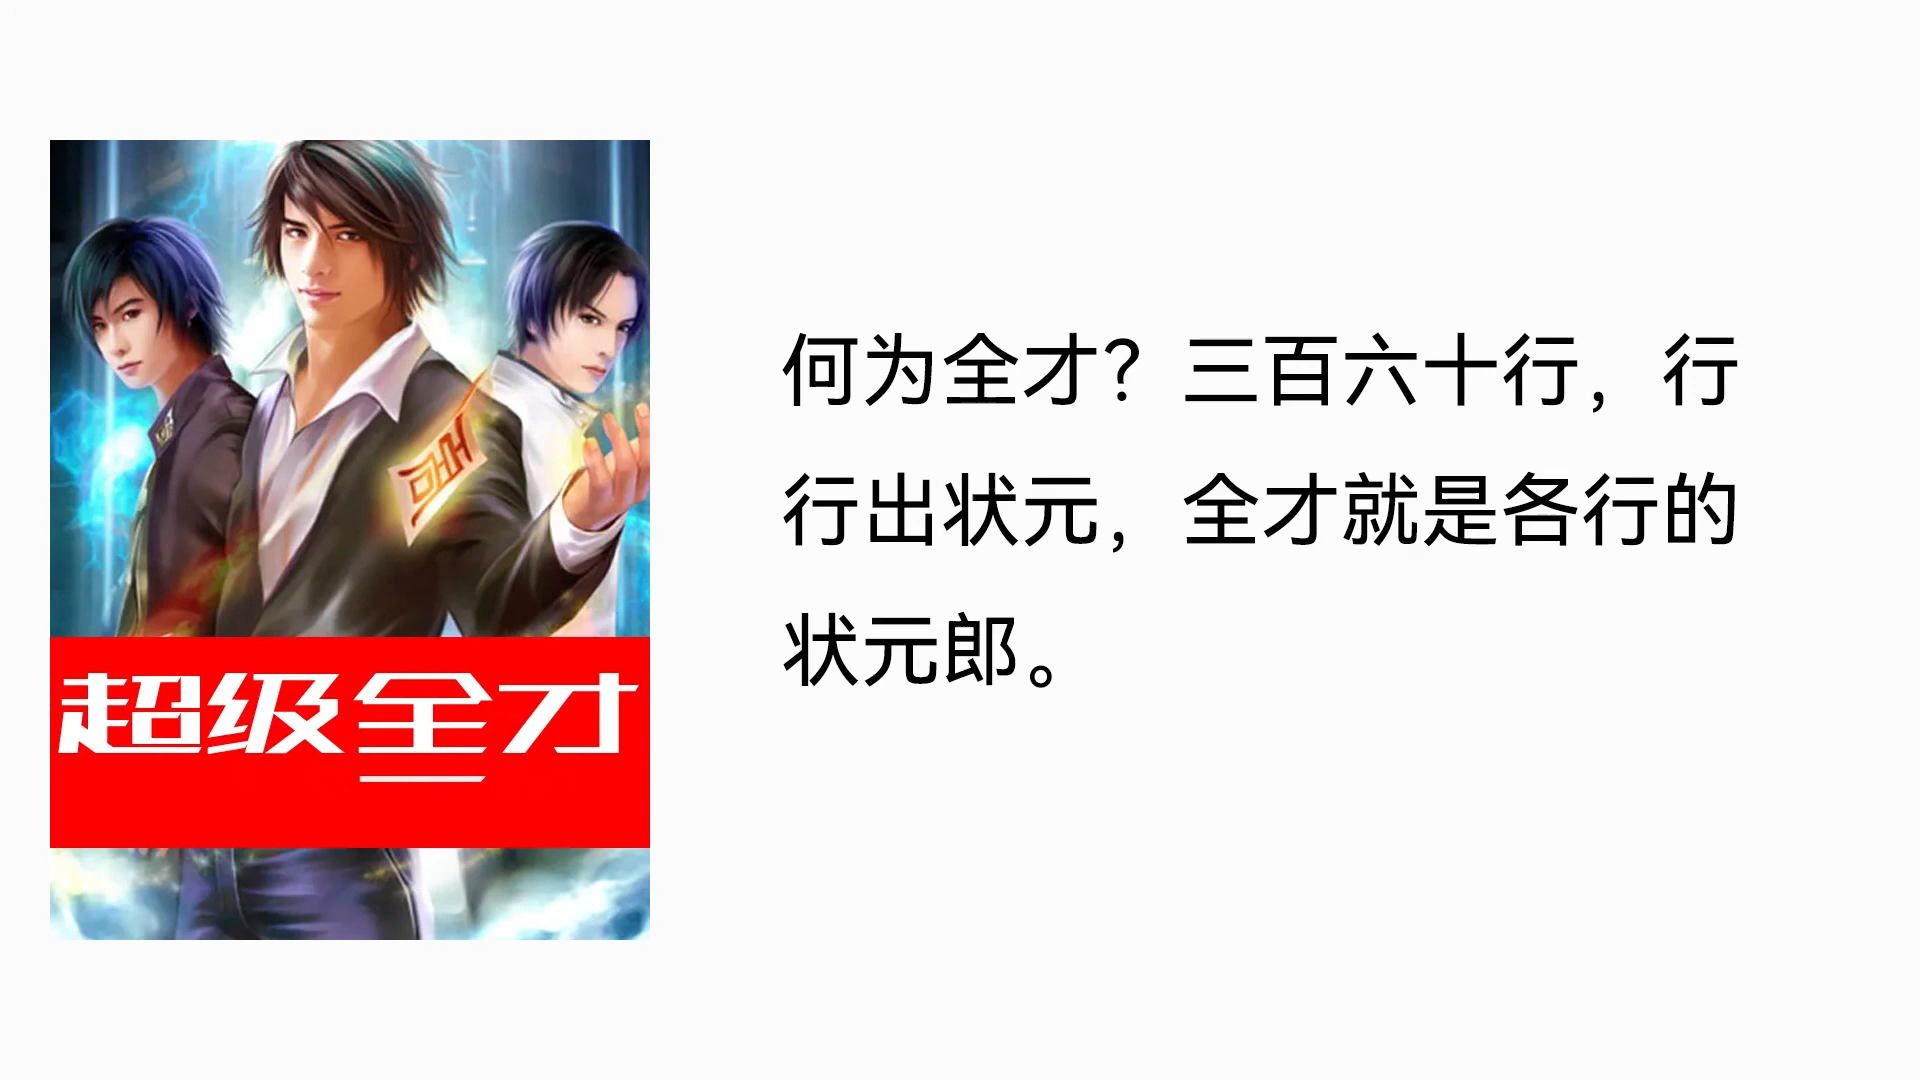 超级全才
何为全才？三百六十行，行
行出状元，全才就是各行的
状元郎。